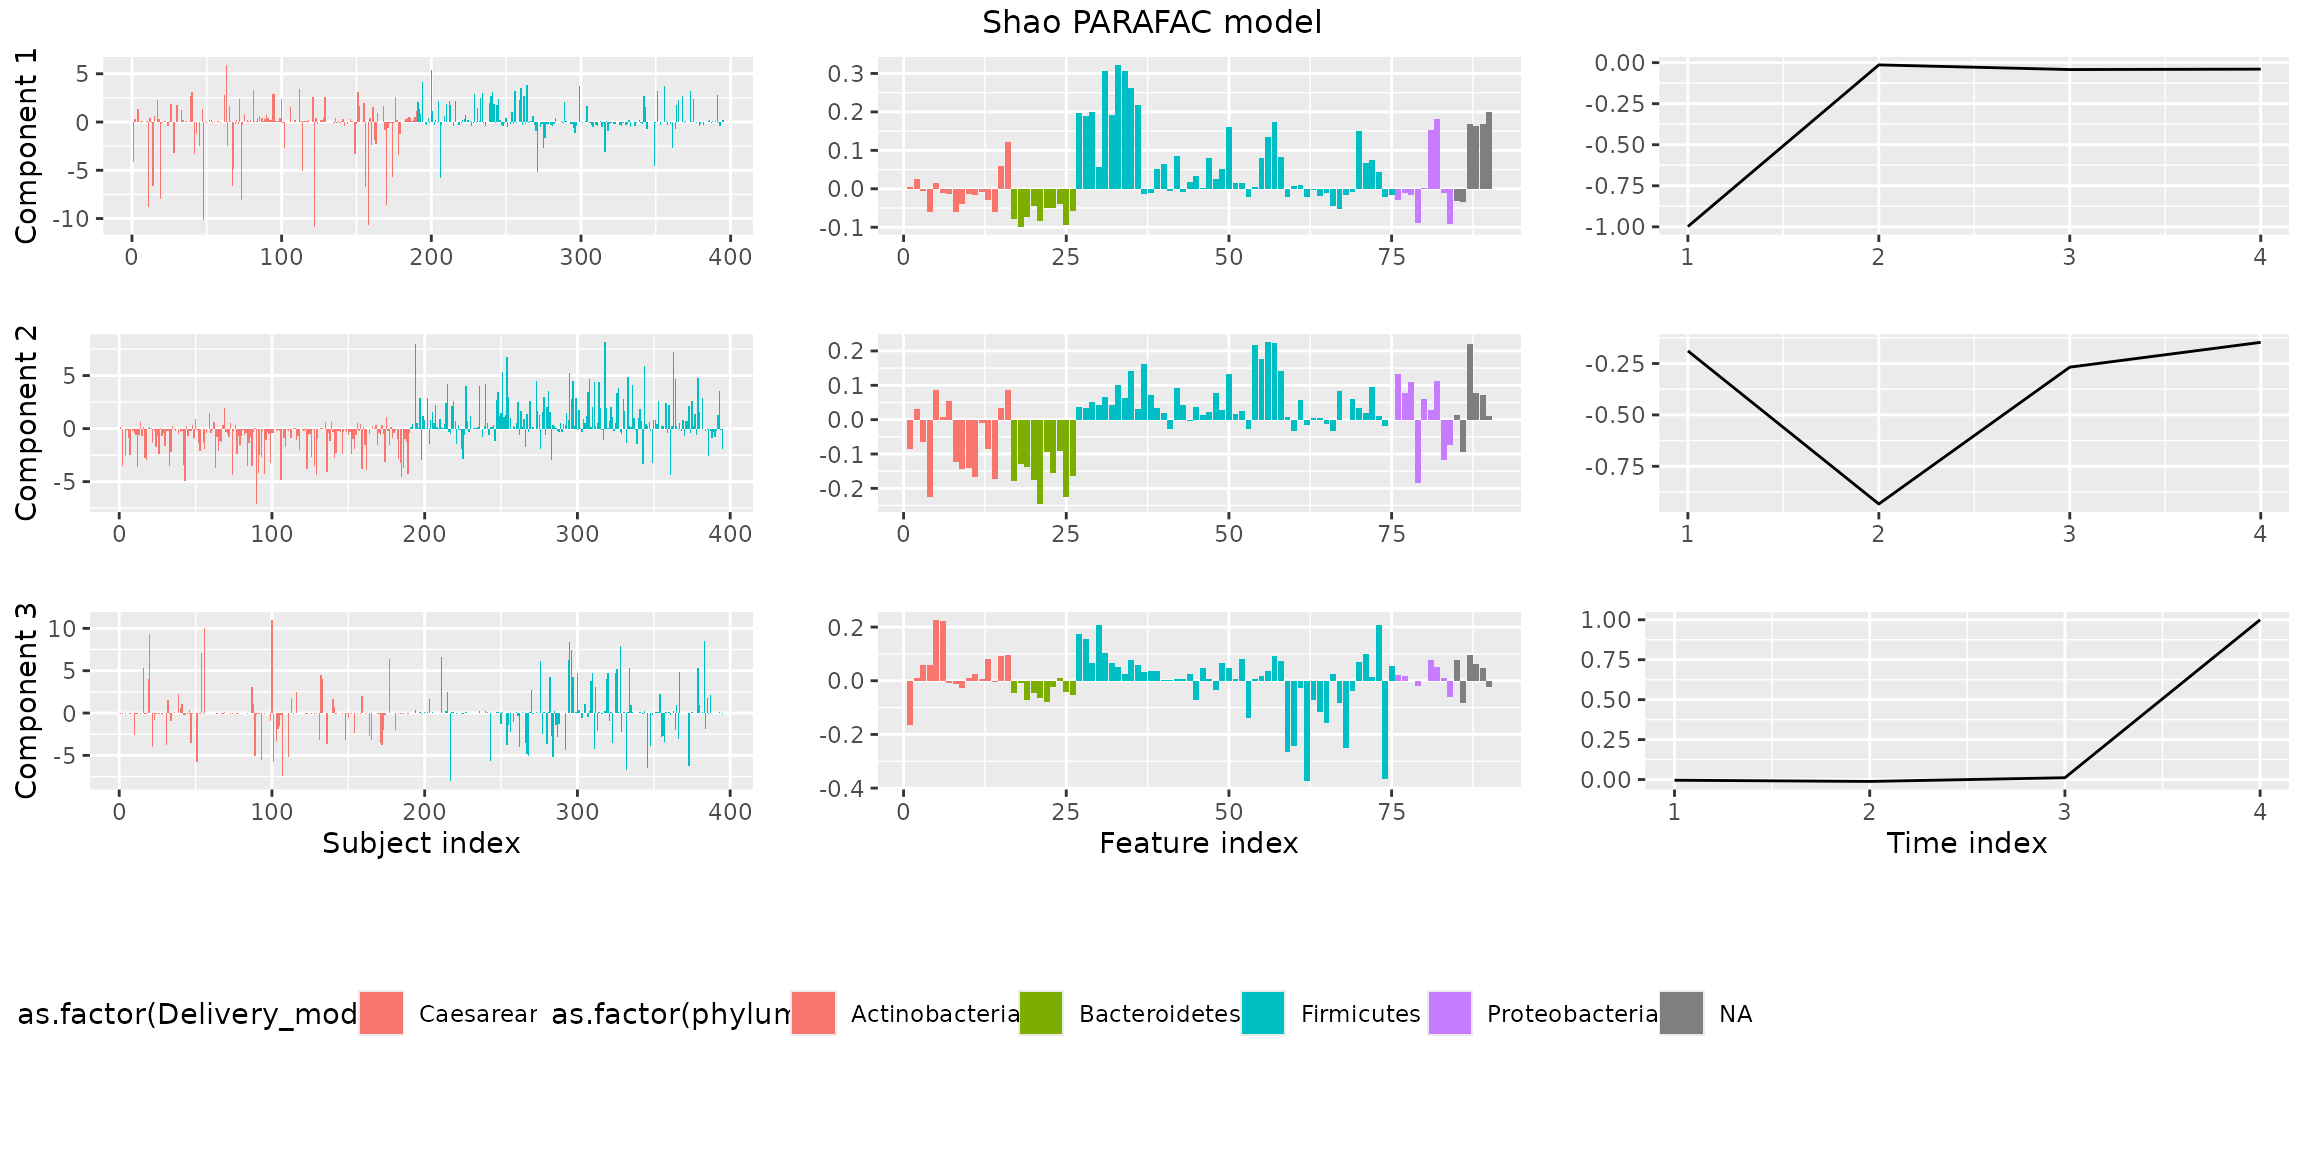 Shao PARAFAC model
Component 1
5
0
-5
-10
0 100 200 300 400
0.3
0.2
0.1
0.0
-0.1
0 25 50 75
0.00
-0.25
-0.50
-0.75
-1.00
1 2 3 4
Component 2
5
0
-5
0 100 200 300 400
0.2
0.1
0.0
-0.1
-0.2
0 25 50 75
-0.25
-0.50
-0.75
1 2 3 4
Component 3
10
5
0
-5
0 100 200 300 400
Subject index
0.2
0.0
-0.2
-0.4
0 25 50 75
Feature index
1.00
0.75
0.50
0.25
0.00
1 2 3 4
Time index
as.factor(Delivery_mod Caesarear as.factor(phylum Actinobacteria Bacteroidetes Firmicutes Proteobacteria NA